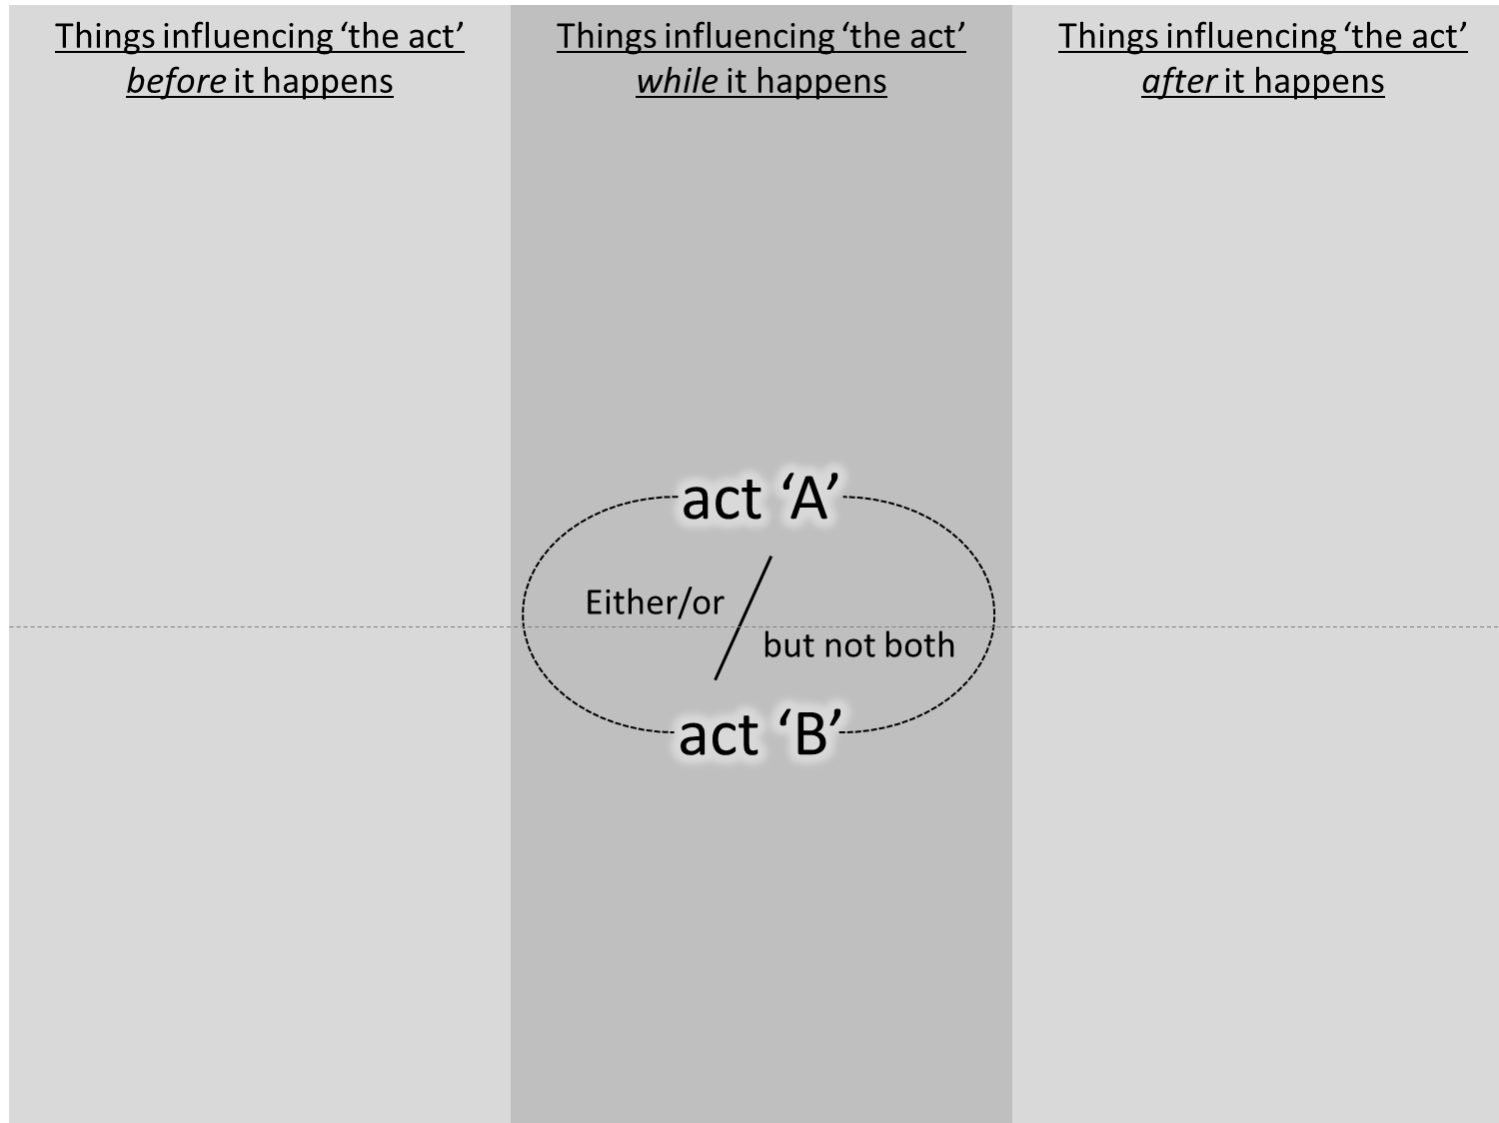 Things influencing ‘the act’
before it happens
Things influencing ‘the act’
while it happens
Things influencing ‘the act’
after it happens
act ‘A’
Either/or
but not both
act ‘B’